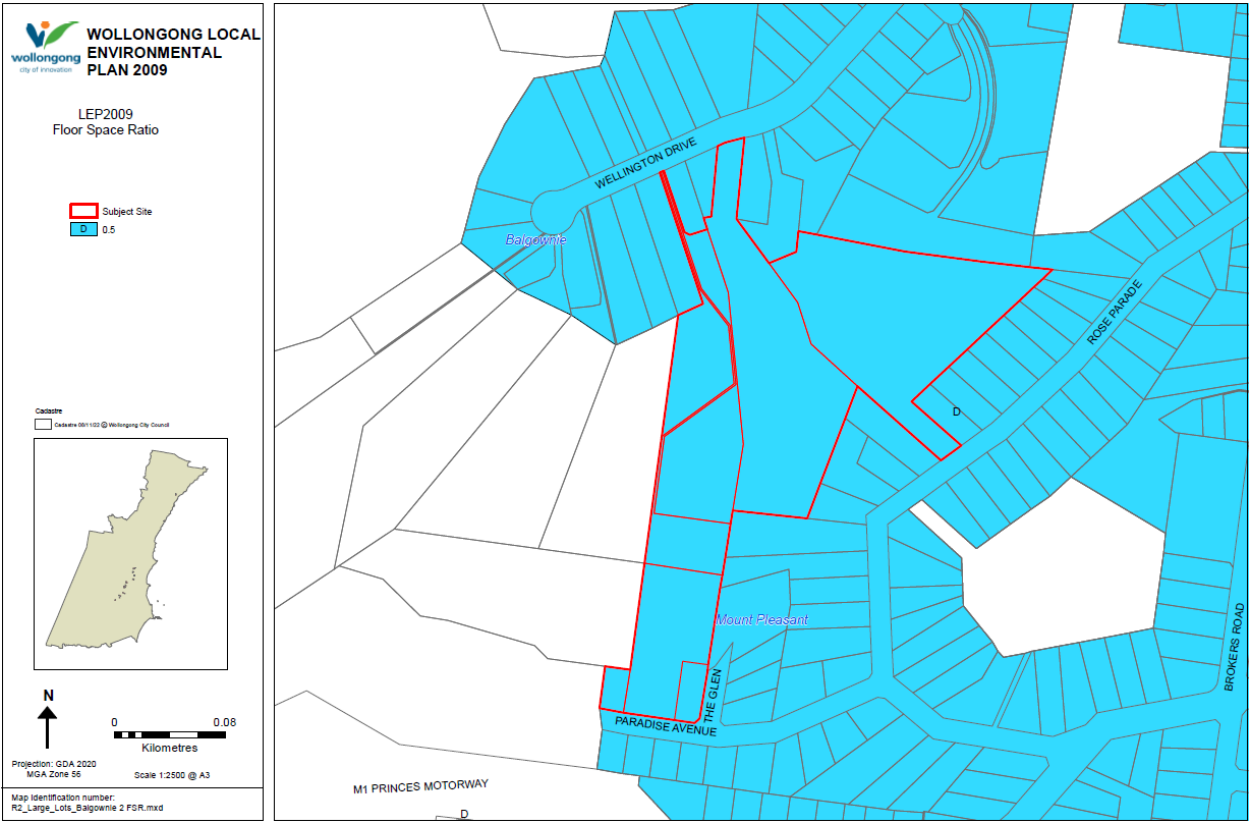 wollongong
city of innovation
WOLLONGONG LOCAL
ENVIRONMENTAL
PLAN 2009
LEP2009
Floor Space Ratio
Subject Site
D 0.5
Cadastre
Cadastre 08/11/22 © Wollongong City Council
N
0 0.08
Kilometres
Projection: GDA 2020
MGA Zone 56
Scale 1:2500 @ A3
Map identification number:
R2_Large_Lots_Balgownie 2 FSR.mxd
WELLINGTON DRIVE
Balgownie
ROSE PARADE
D
Mount Pleasant
BROKERS ROAD
THE GLEN
PARADISE AVENUE
M1 PRINCES MOTORWAY
D